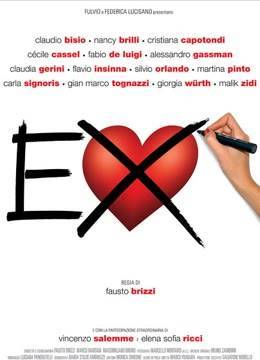 FULVIO e FEDERICA LUCISANO presentano
claudio bisio • nancy brilli • cristiana capotondi
cécile cassel • fabio de luigi • alessandro gassman
claudia gerini • flavio insinna • silvio orlando • martina pinto
carla signoris • gian marco tognazzi • giorgia würth • malik zidi
EX
REGIA DI
fausto brizzi
E CON LA PARTECIPAZIONE STRAORDINARIA DI
vincenzo salemme e elena sofia ricci